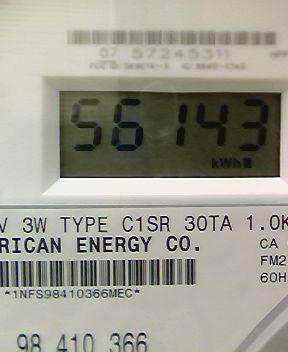 07 57245311
56143
kWh
V 3W TYPE C1SR 30TA 1.0K
RICAN ENERGY CO.
CA
FM2
60H
*1NFS98410366MEC*
98 410 366